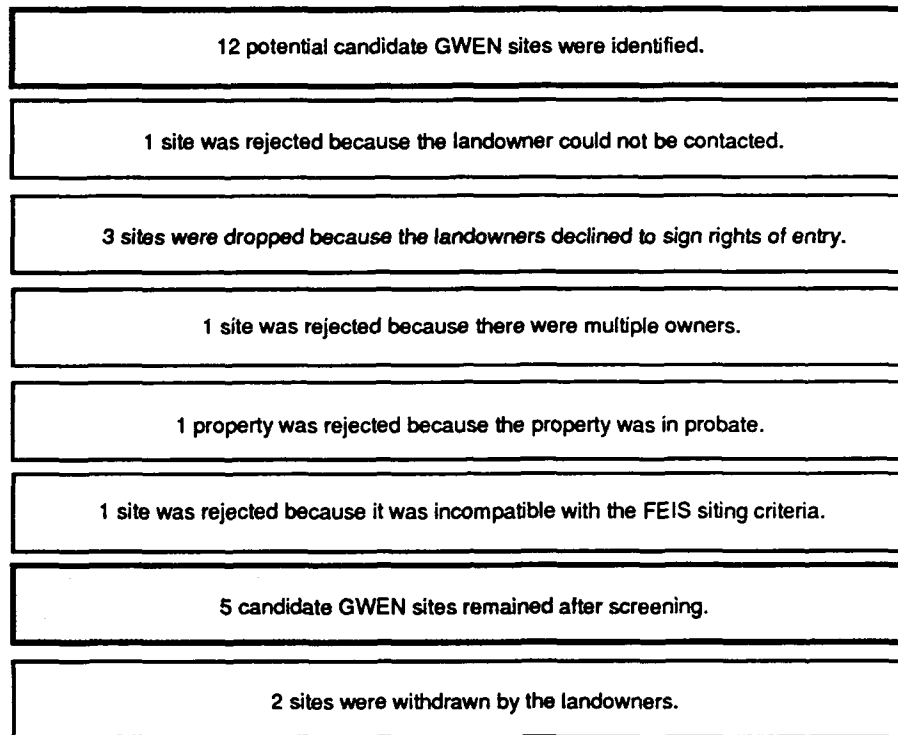 12 potential candidate GWEN sites were identified.
1 site was rejected because the landowner could not be contacted.
3 sites were dropped because the landowners declined to sign rights of entry.
1 site was rejected because there were multiple owners.
1 property was rejected because the property was in probate.
1 site was rejected because it was incompatible with the FEIS siting criteria.
5 candidate GWEN sites remained after screening.
2 sites were withdrawn by the landowners.